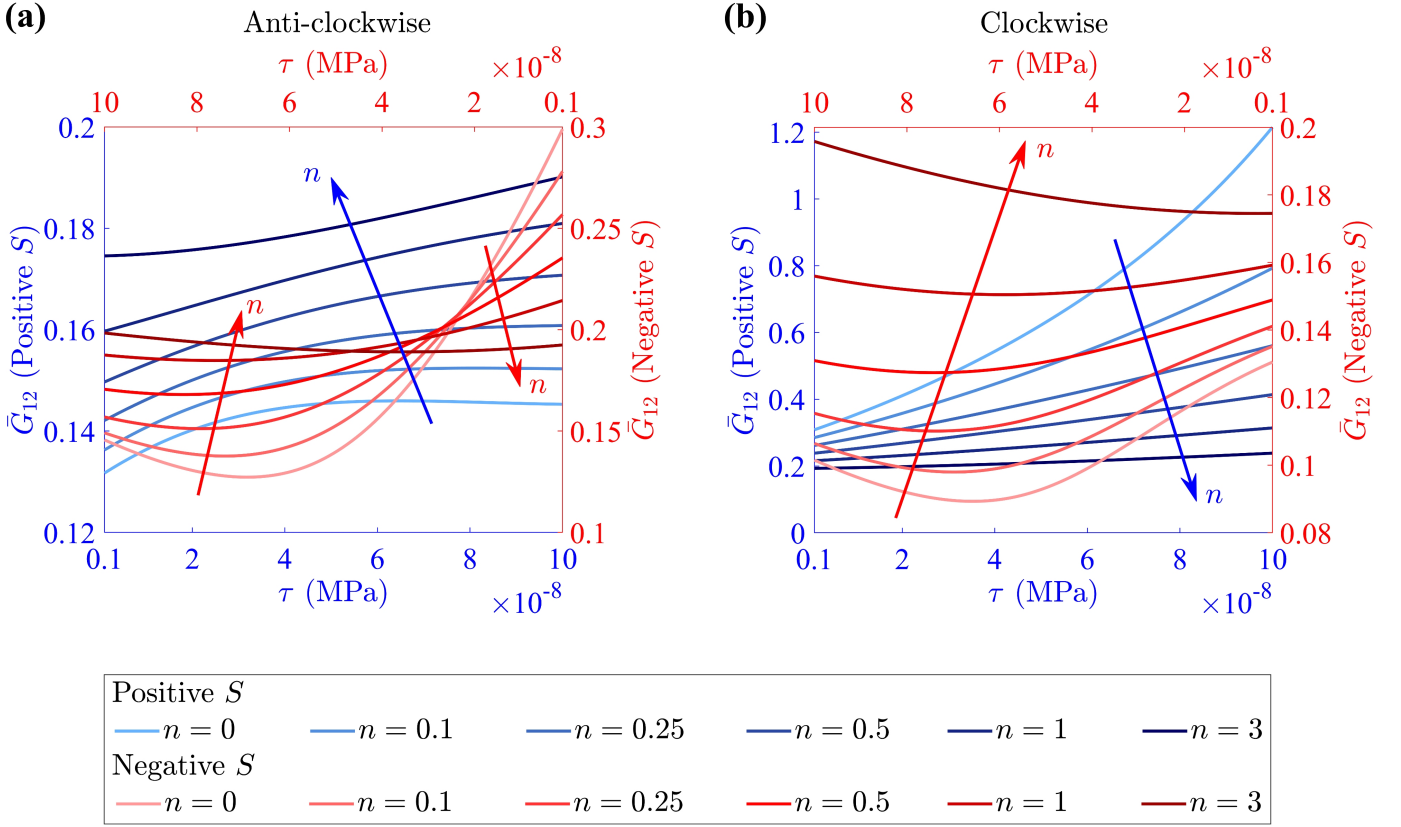 (a)
Anti-clockwise
τ (MPa)
×10-8
10 8 6 4 2 0.1
0.2
0.18
0.16
0.14
0.12
Ḡ12 (Positive S)
0.3
0.25
0.2
0.15
0.1
Ḡ12 (Negative S)
n
n
n
0.1 2 4 6 8 10
τ (MPa)
×10-8
(b)
Clockwise
τ (MPa)
×10-8
10 8 6 4 2 0.1
1.2
1
0.8
0.6
0.4
0.2
0
Ḡ12 (Positive S)
0.2
0.18
0.16
0.14
0.12
0.1
0.08
Ḡ12 (Negative S)
n
n
0.1 2 4 6 8 10
τ (MPa)
×10-8
Positive S
n = 0 n = 0.1 n = 0.25 n = 0.5 n = 1 n = 3
Negative S
n = 0 n = 0.1 n = 0.25 n = 0.5 n = 1 n = 3